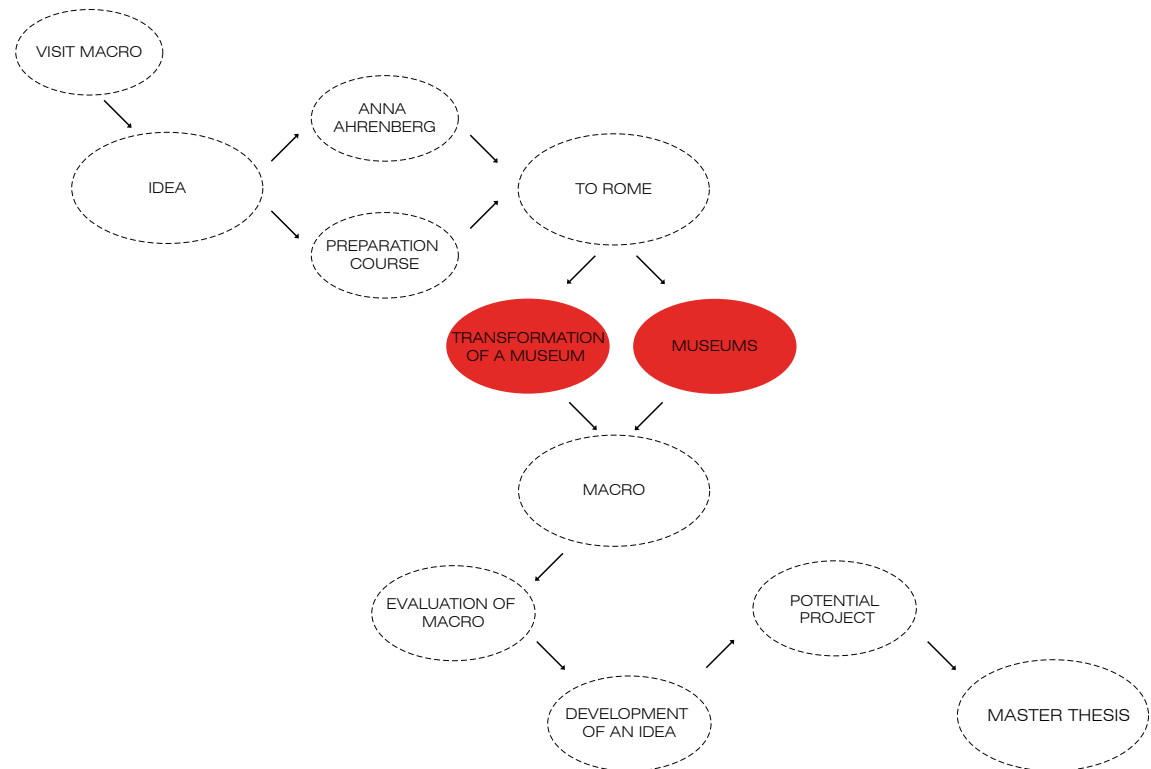 VISIT MACRO
IDEA
ANNA
AHRENBERG
PREPARATION
COURSE
TO ROME
TRANSFORMATION
OF A MUSEUM
MUSEUMS
MACRO
EVALUATION OF
MACRO
DEVELOPMENT
OF AN IDEA
POTENTIAL
PROJECT
MASTER THESIS